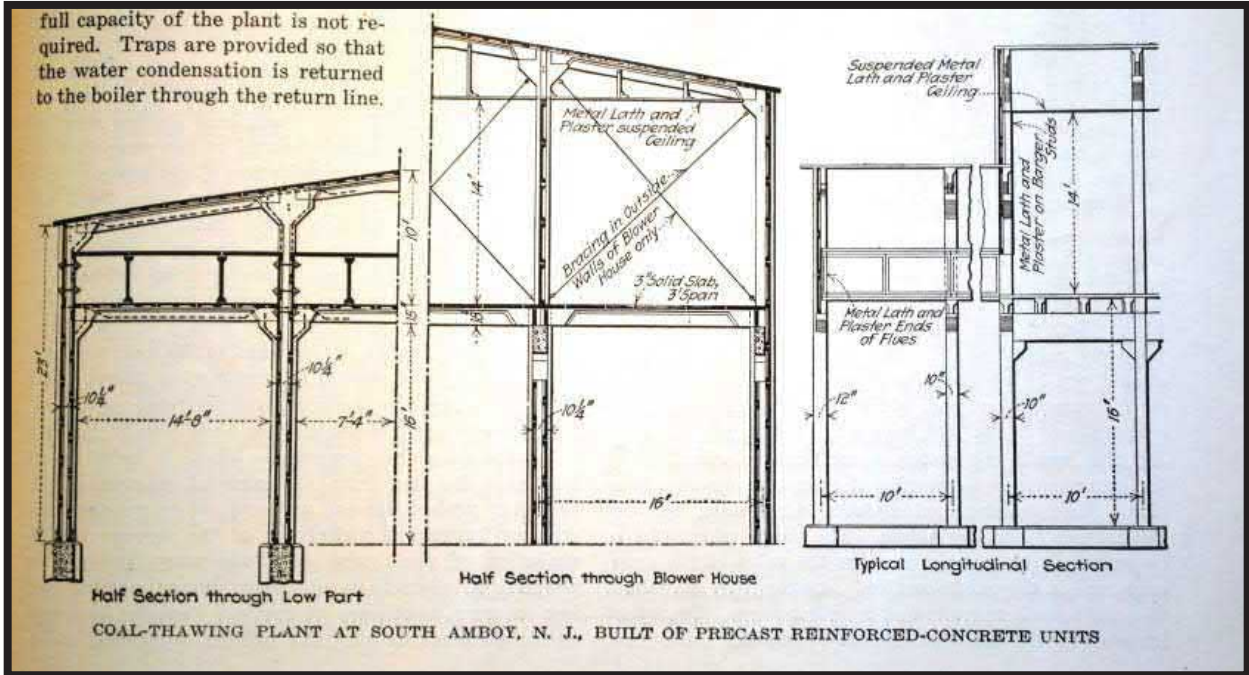 full capacity of the plant is not re-
quired. Traps are provided so that
the water condensation is returned
to the boiler through the return line.
Metal Lath and
Plaster suspended
Ceiling
14'
Bracing in Outside
Walls of Blower
House only
3" Solid Slab,
3' Span
Suspended Metal
Lath and Plaster
Ceiling
Metal Lath and
Plaster on Barger
Studs
14'
Metal Lath and
Plaster Ends
of Flues
10'
15"
15"
23'
10¼"
10¼"
14'-8"
7'-4"
16'
10¼"
16"
12"
10"
10"
16'
10'
10'
Half Section through Low Part
Half Section through Blower House
Typical Longitudinal Section
COAL-THAWING PLANT AT SOUTH AMBOY, N. J., BUILT OF PRECAST REINFORCED-CONCRETE UNITS